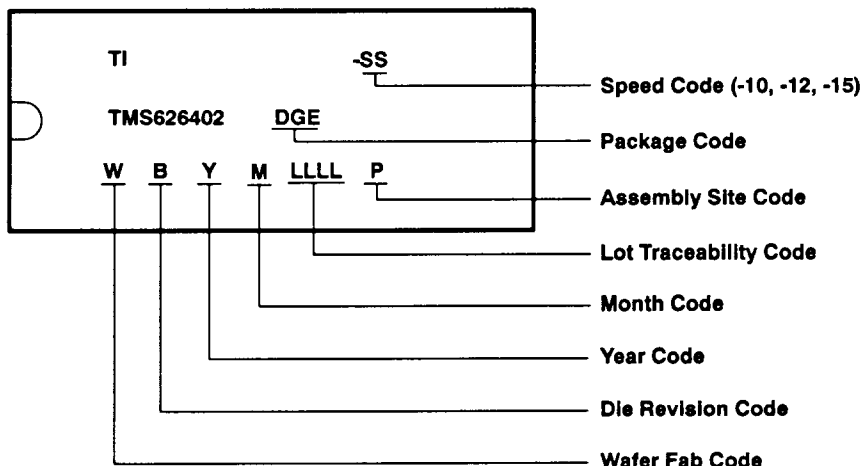 TI -SS
Speed Code (-10, -12, -15)
TMS626402 DGE
Package Code
W B Y M LLLL P
Assembly Site Code
Lot Traceability Code
Month Code
Year Code
Die Revision Code
Wafer Fab Code